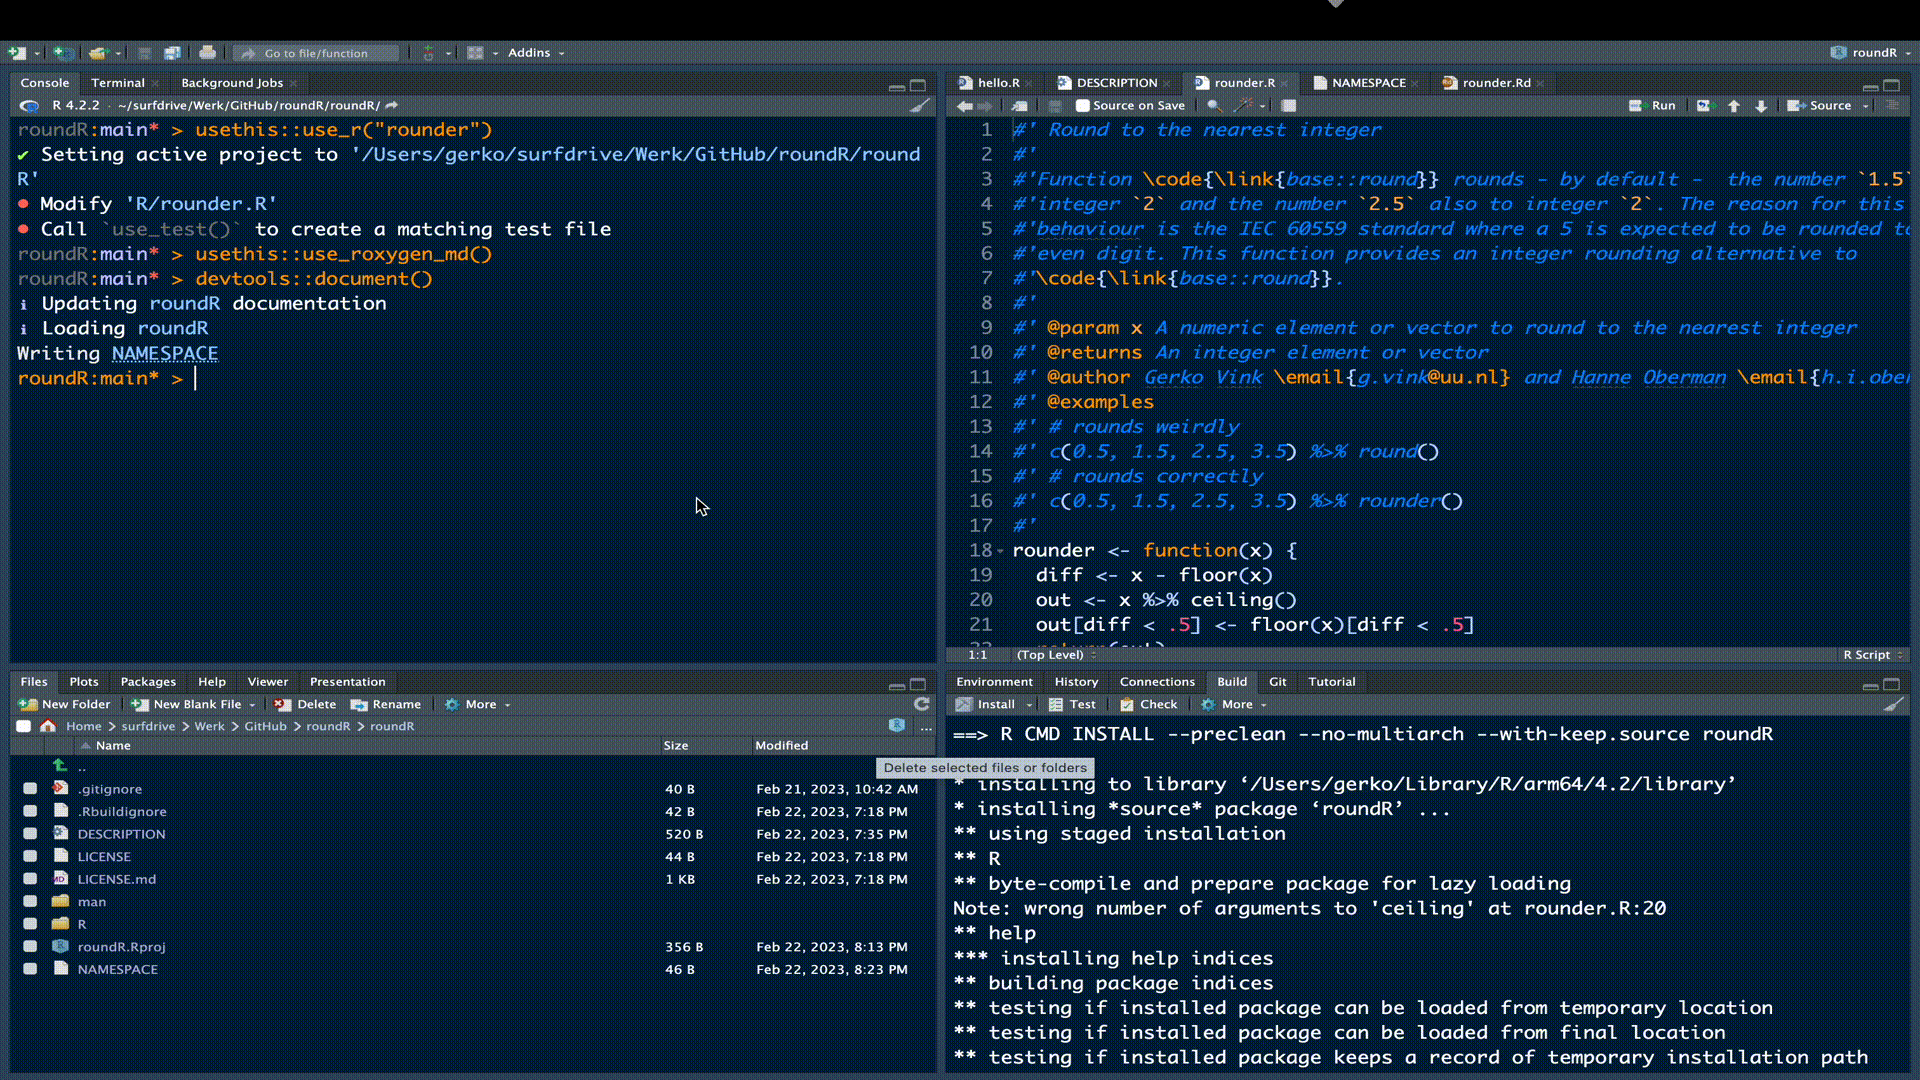 Go to file/function
Addins
roundR
Console Terminal Background Jobs
R 4.2.2 · ~/surfdrive/Werk/GitHub/roundR/roundR/
roundR:main* > usethis::use_r("rounder")
✔ Setting active project to '/Users/gerko/surfdrive/Werk/GitHub/roundR/round
R'
● Modify 'R/rounder.R'
● Call `use_test()` to create a matching test file
roundR:main* > usethis::use_roxygen_md()
roundR:main* > devtools::document()
ℹ Updating roundR documentation
ℹ Loading roundR
Writing NAMESPACE
roundR:main* >
hello.R DESCRIPTION rounder.R NAMESPACE rounder.Rd
Source on Save Run Source
1 #' Round to the nearest integer
2 #'
3 #'Function \code{\link{base::round}} rounds - by default -  the number `1.5`
4 #'integer `2` and the number `2.5` also to integer `2`. The reason for this
5 #'behaviour is the IEC 60559 standard where a 5 is expected to be rounded to
6 #'even digit. This function provides an integer rounding alternative to
7 #'\code{\link{base::round}}.
8 #'
9 #' @param x A numeric element or vector to round to the nearest integer
10 #' @returns An integer element or vector
11 #' @author Gerko Vink \email{g.vink@uu.nl} and Hanne Oberman \email{h.i.ober
12 #' @examples
13 #' # rounds weirdly
14 #' c(0.5, 1.5, 2.5, 3.5) %>% round()
15 #' # rounds correctly
16 #' c(0.5, 1.5, 2.5, 3.5) %>% rounder()
17 #'
18 rounder <- function(x) {
19 diff <- x - floor(x)
20 out <- x %>% ceiling()
21 out[diff < .5] <- floor(x)[diff < .5]
1:1 (Top Level) R Script
Files Plots Packages Help Viewer Presentation
New Folder New Blank File Delete Rename More
Home > surfdrive > Werk > GitHub > roundR > roundR ...
Name Size Modified
..
.gitignore 40 B Feb 21, 2023, 10:42 AM
.Rbuildignore 42 B Feb 22, 2023, 7:18 PM
DESCRIPTION 520 B Feb 22, 2023, 7:35 PM
LICENSE 44 B Feb 22, 2023, 7:18 PM
LICENSE.md 1 KB Feb 22, 2023, 7:18 PM
man
R
roundR.Rproj 356 B Feb 22, 2023, 8:13 PM
NAMESPACE 46 B Feb 22, 2023, 8:23 PM
Delete selected files or folders
Environment History Connections Build Git Tutorial
Install Test Check More
==> R CMD INSTALL --preclean --no-multiarch --with-keep.source roundR
* installing to library ‘/Users/gerko/Library/R/arm64/4.2/library’
* installing *source* package ‘roundR’ ...
** using staged installation
** R
** byte-compile and prepare package for lazy loading
Note: wrong number of arguments to 'ceiling' at rounder.R:20
** help
*** installing help indices
** building package indices
** testing if installed package can be loaded from temporary location
** testing if installed package can be loaded from final location
** testing if installed package keeps a record of temporary installation path